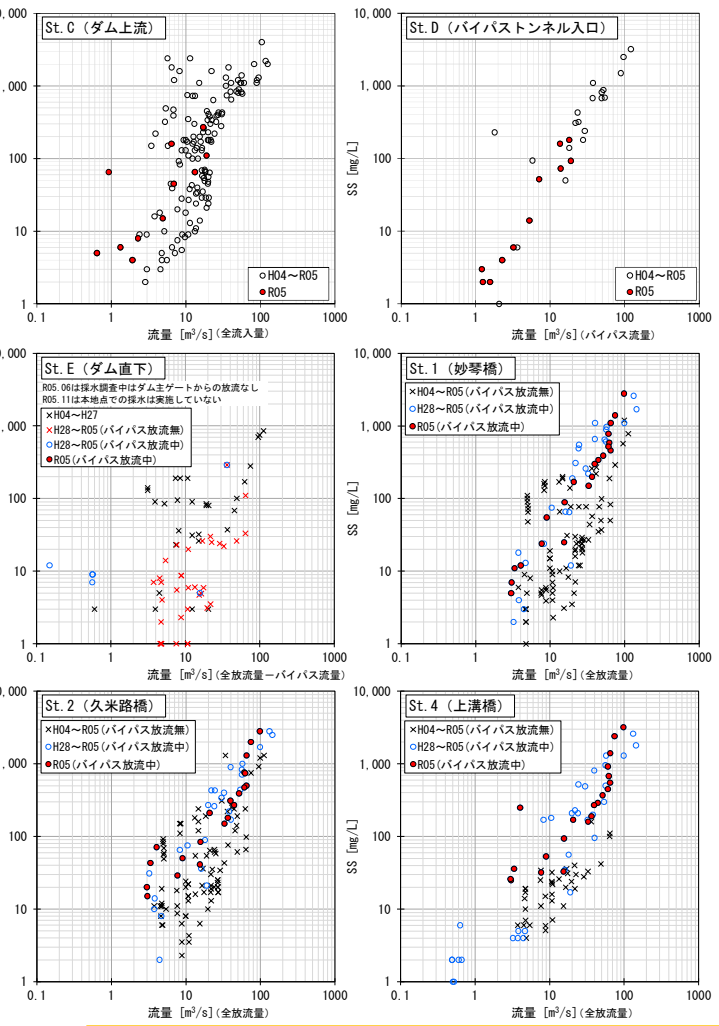 St.C（ダム上流）
0,000
,000
100
10
1
0.1 1 10 100 1000
○H04～R05
●R05
流量 [m³/s](全流入量)
St.D（バイパストンネル入口）
SS [mg/L]
10,000
1,000
100
10
1
0.1 1 10 100 1000
○H04～R05
●R05
流量 [m³/s](バイパス流量)
St.E（ダム直下）
R05.06は採水調査中はダム主ゲートからの放流なし
R05.11は本地点での採水は実施していない
×H04～H27
×H28～R05(バイパス放流無)
○H28～R05(バイパス放流中)
●R05(バイパス放流中)
0,000
,000
100
10
1
0.1 1 10 100 1000
流量 [m³/s](全放流量－バイパス流量)
St.1（妙琴橋）
×H04～R05(バイパス放流無)
○H28～R05(バイパス放流中)
●R05(バイパス放流中)
SS [mg/L]
10,000
1,000
100
10
1
0.1 1 10 100 1000
流量 [m³/s](全放流量)
St.2（久米路橋）
×H04～R05(バイパス放流無)
○H28～R05(バイパス放流中)
●R05(バイパス放流中)
0,000
,000
100
10
1
0.1 1 10 100 1000
流量 [m³/s](全放流量)
St.4（上溝橋）
×H04～R05(バイパス放流無)
○H28～R05(バイパス放流中)
●R05(バイパス放流中)
SS [mg/L]
10,000
1,000
100
10
1
0.1 1 10 100 1000
流量 [m³/s](全放流量)